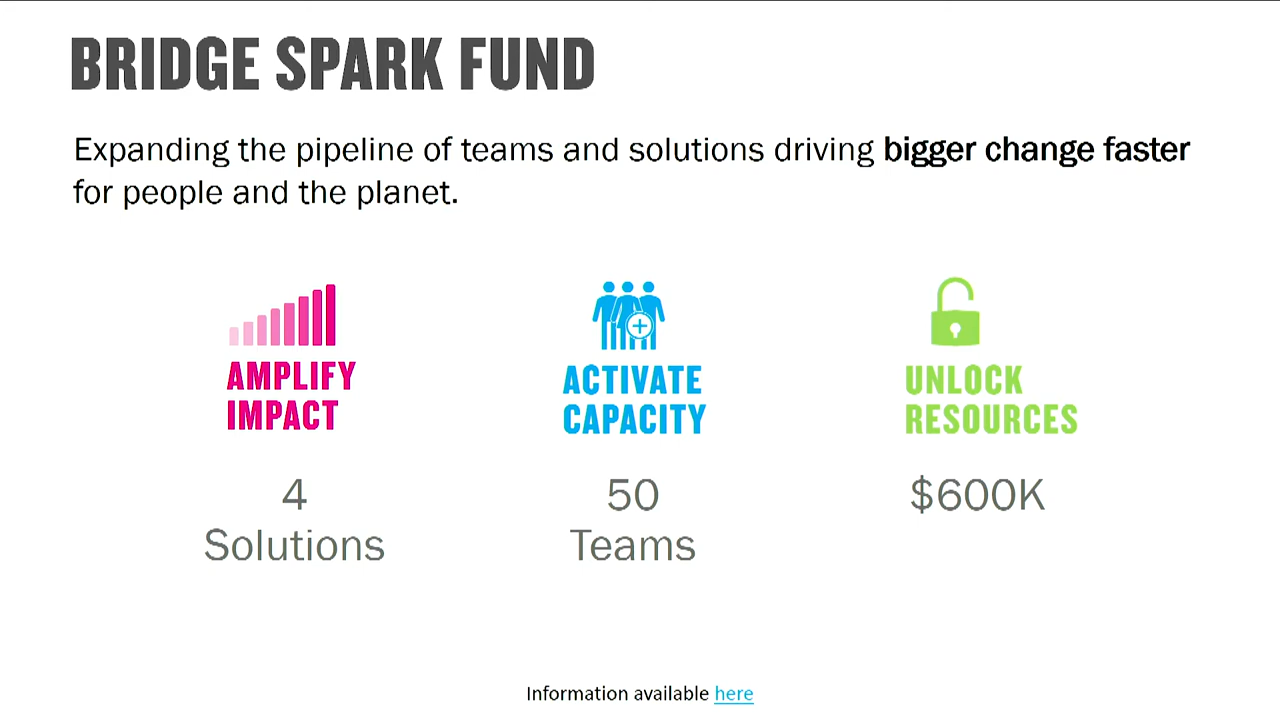 BRIDGE SPARK FUND
Expanding the pipeline of teams and solutions driving bigger change faster
for people and the planet.
AMPLIFY
IMPACT
4
Solutions
ACTIVATE
CAPACITY
50
Teams
UNLOCK
RESOURCES
$600K
Information available here